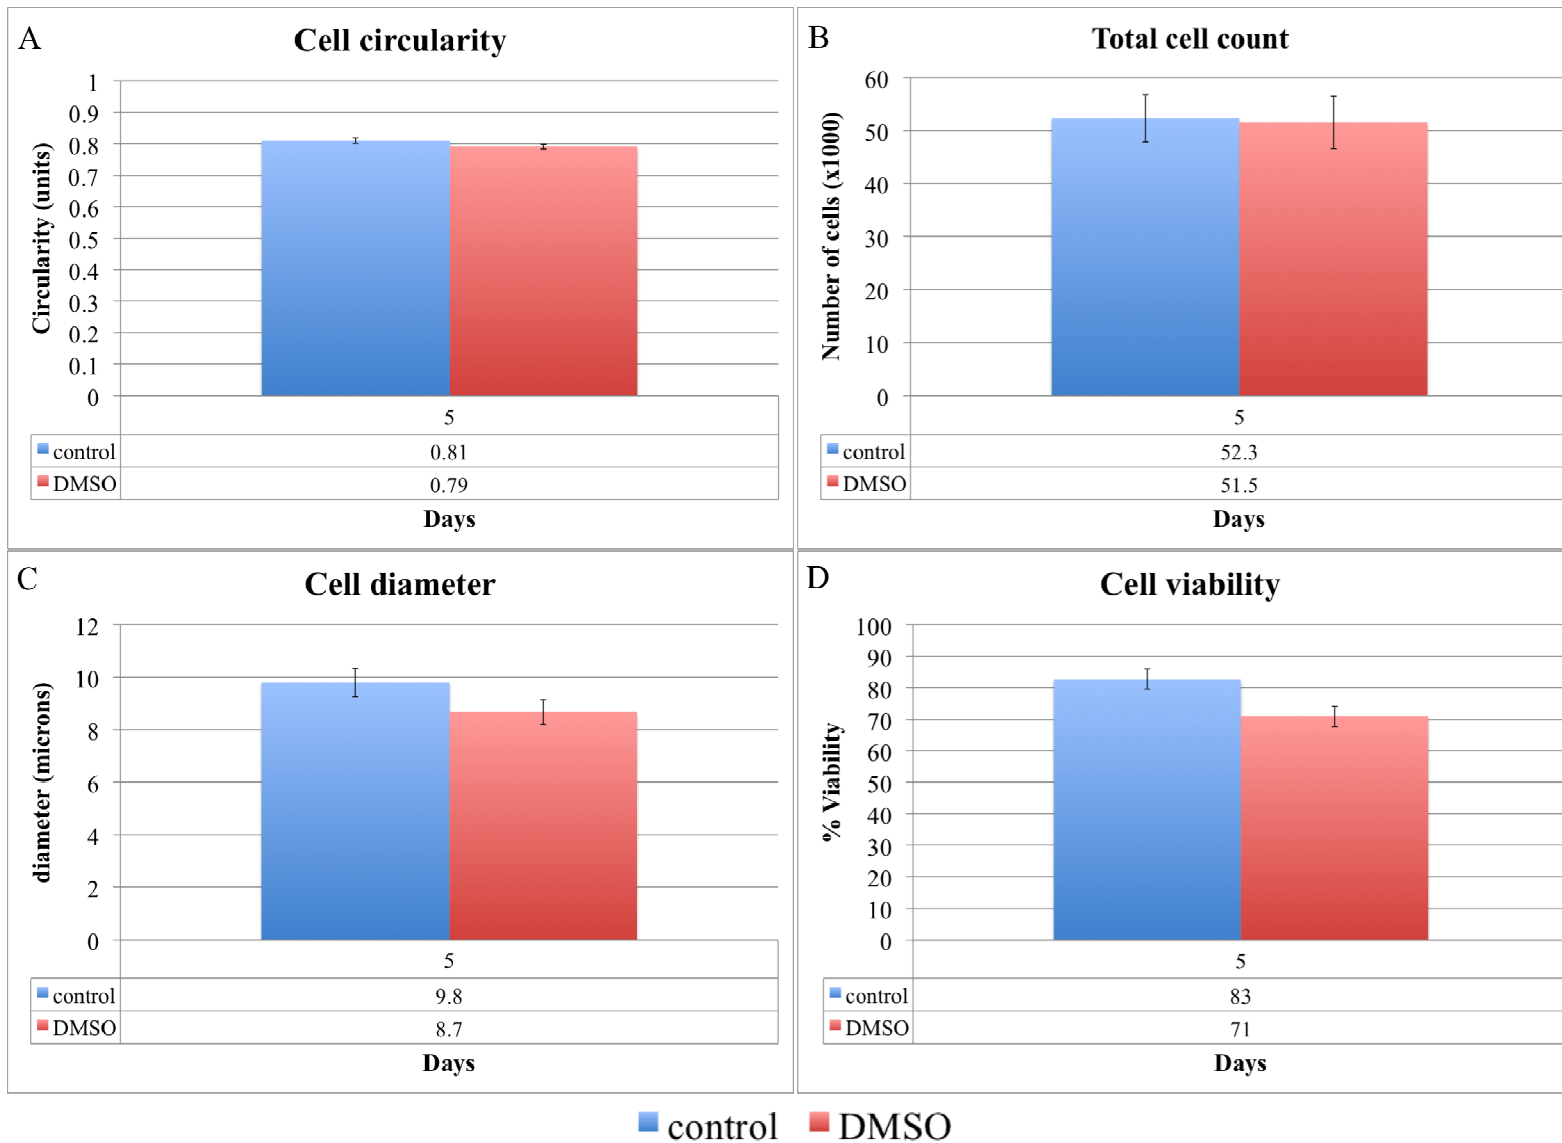 A
Cell circularity
Circularity (units)
1
0.9
0.8
0.7
0.6
0.5
0.4
0.3
0.2
0.1
0
5
control 0.81
DMSO 0.79
Days
B
Total cell count
Number of cells (x1000)
60
50
40
30
20
10
0
5
control 52.3
DMSO 51.5
Days
C
Cell diameter
diameter (microns)
12
10
8
6
4
2
0
5
control 9.8
DMSO 8.7
Days
D
Cell viability
% Viability
100
90
80
70
60
50
40
30
20
10
0
5
control 83
DMSO 71
Days
control DMSO